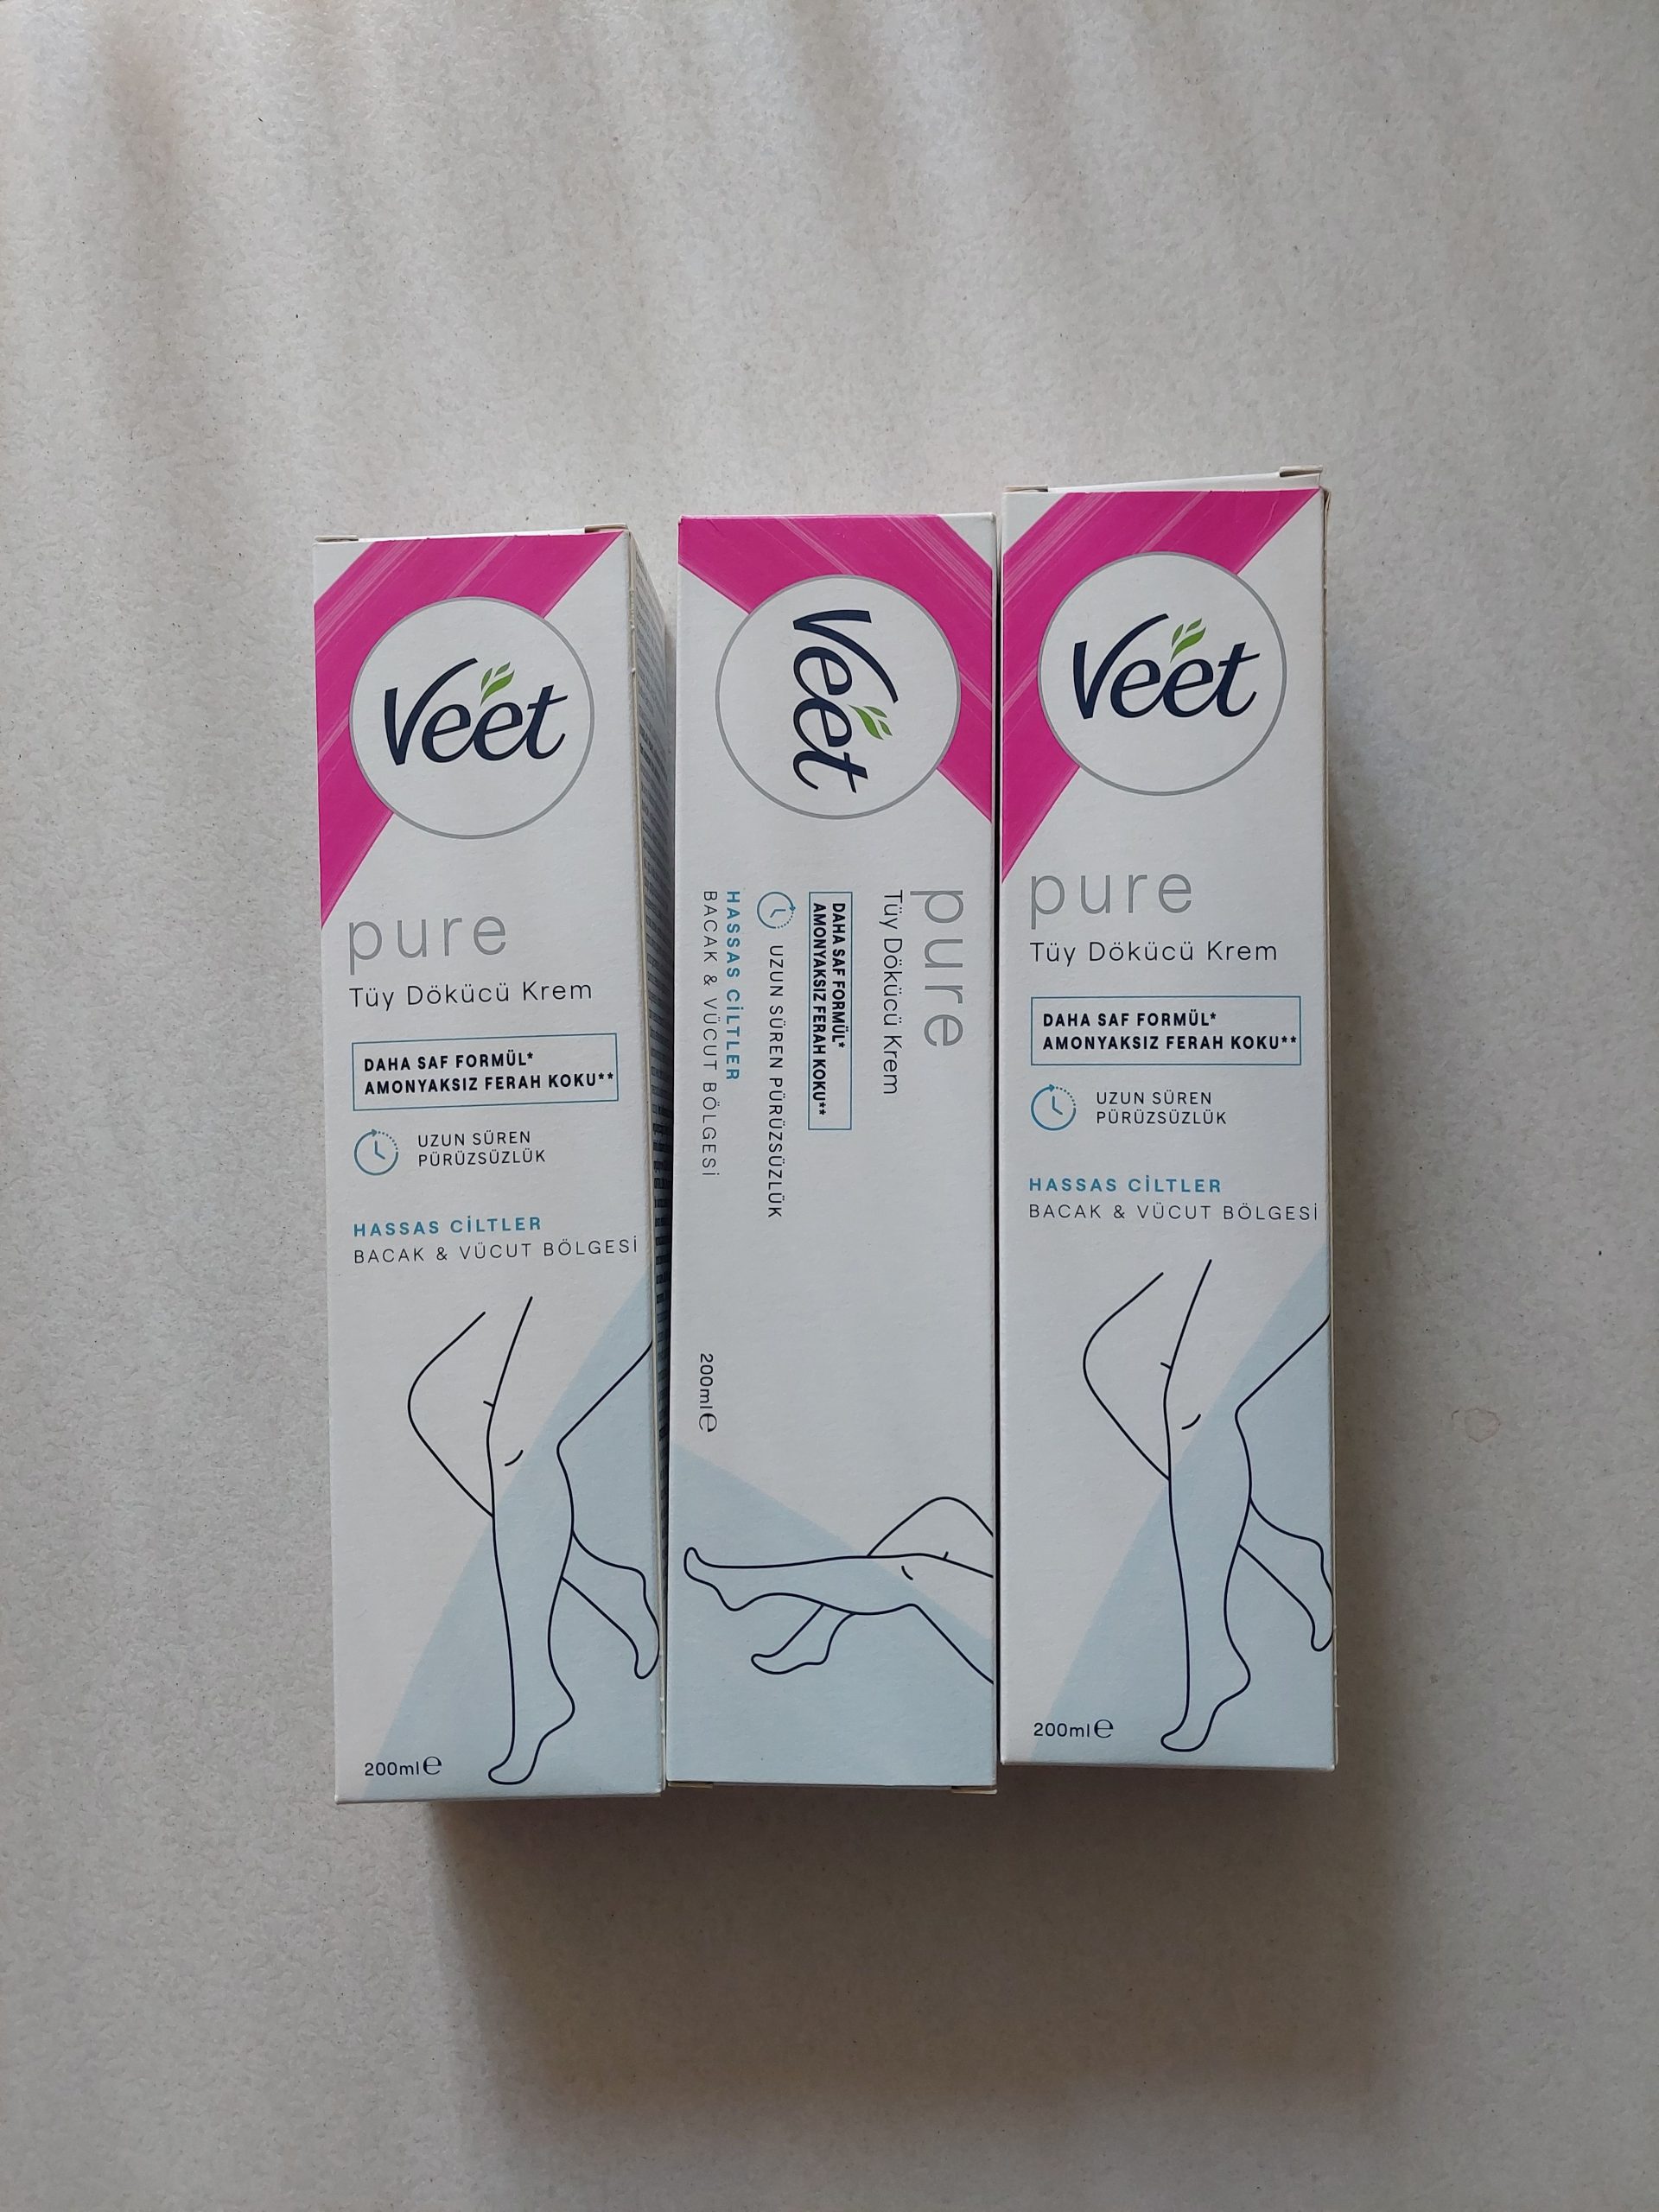 Veet
pure
Tüy Dökücü Krem
DAHA SAF FORMÜL*
AMONYAKSIZ FERAH KOKU**
UZUN SÜREN
PÜRÜZSÜZLÜK
HASSAS CİLTLER
BACAK & VÜCUT BÖLGESİ
200ml℮
Veet
pure
Tüy Dökücü Krem
DAHA SAF FORMÜL*
AMONYAKSIZ FERAH KOKU**
UZUN SÜREN PÜRÜZSÜZLÜK
HASSAS CİLTLER
BACAK & VÜCUT BÖLGESİ
200ml℮
Veet
pure
Tüy Dökücü Krem
DAHA SAF FORMÜL*
AMONYAKSIZ FERAH KOKU**
UZUN SÜREN
PÜRÜZSÜZLÜK
HASSAS CİLTLER
BACAK & VÜCUT BÖLGESİ
200ml℮